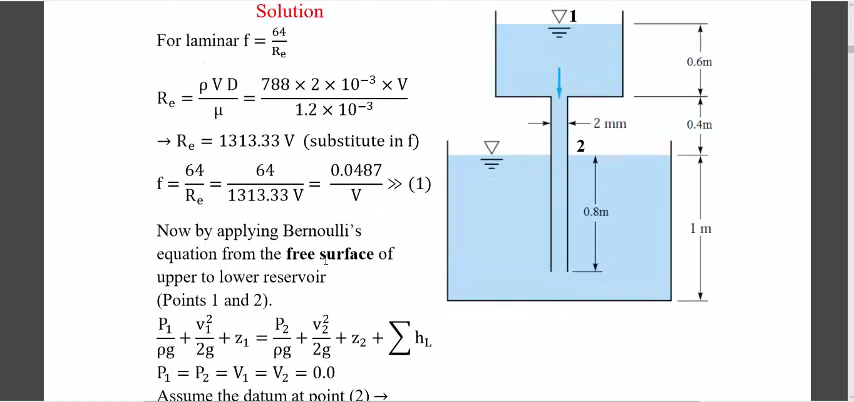 Solution
For laminar f = 64/Re
Re = ρ V D/μ = 788 × 2 × 10⁻³ × V/1.2 × 10⁻³
→ Re = 1313.33 V (substitute in f)
f = 64/Re = 64/1313.33 V = 0.0487/V ≫ (1)
Now by applying Bernoulli's
equation from the free surface of
upper to lower reservoir
(Points 1 and 2).
P₁/ρg + v₁²/2g + z₁ = P₂/ρg + v₂²/2g + z₂ + ∑ hL
P₁ = P₂ = V₁ = V₂ = 0.0
Assume the datum at point (2) →
1
0.6m
2 mm
0.4m
2
0.8m
1 m